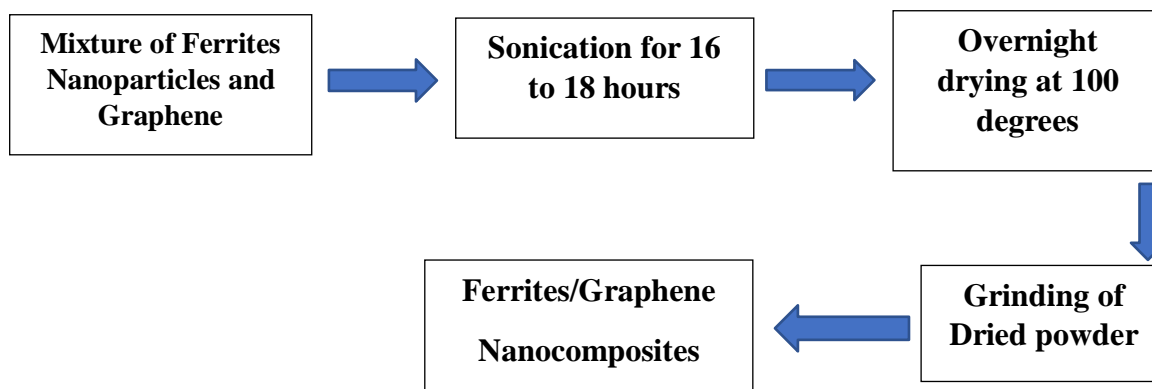 Mixture of Ferrites
Nanoparticles and
Graphene
Sonication for 16
to 18 hours
Overnight
drying at 100
degrees
Grinding of
Dried powder
Ferrites/Graphene
Nanocomposites